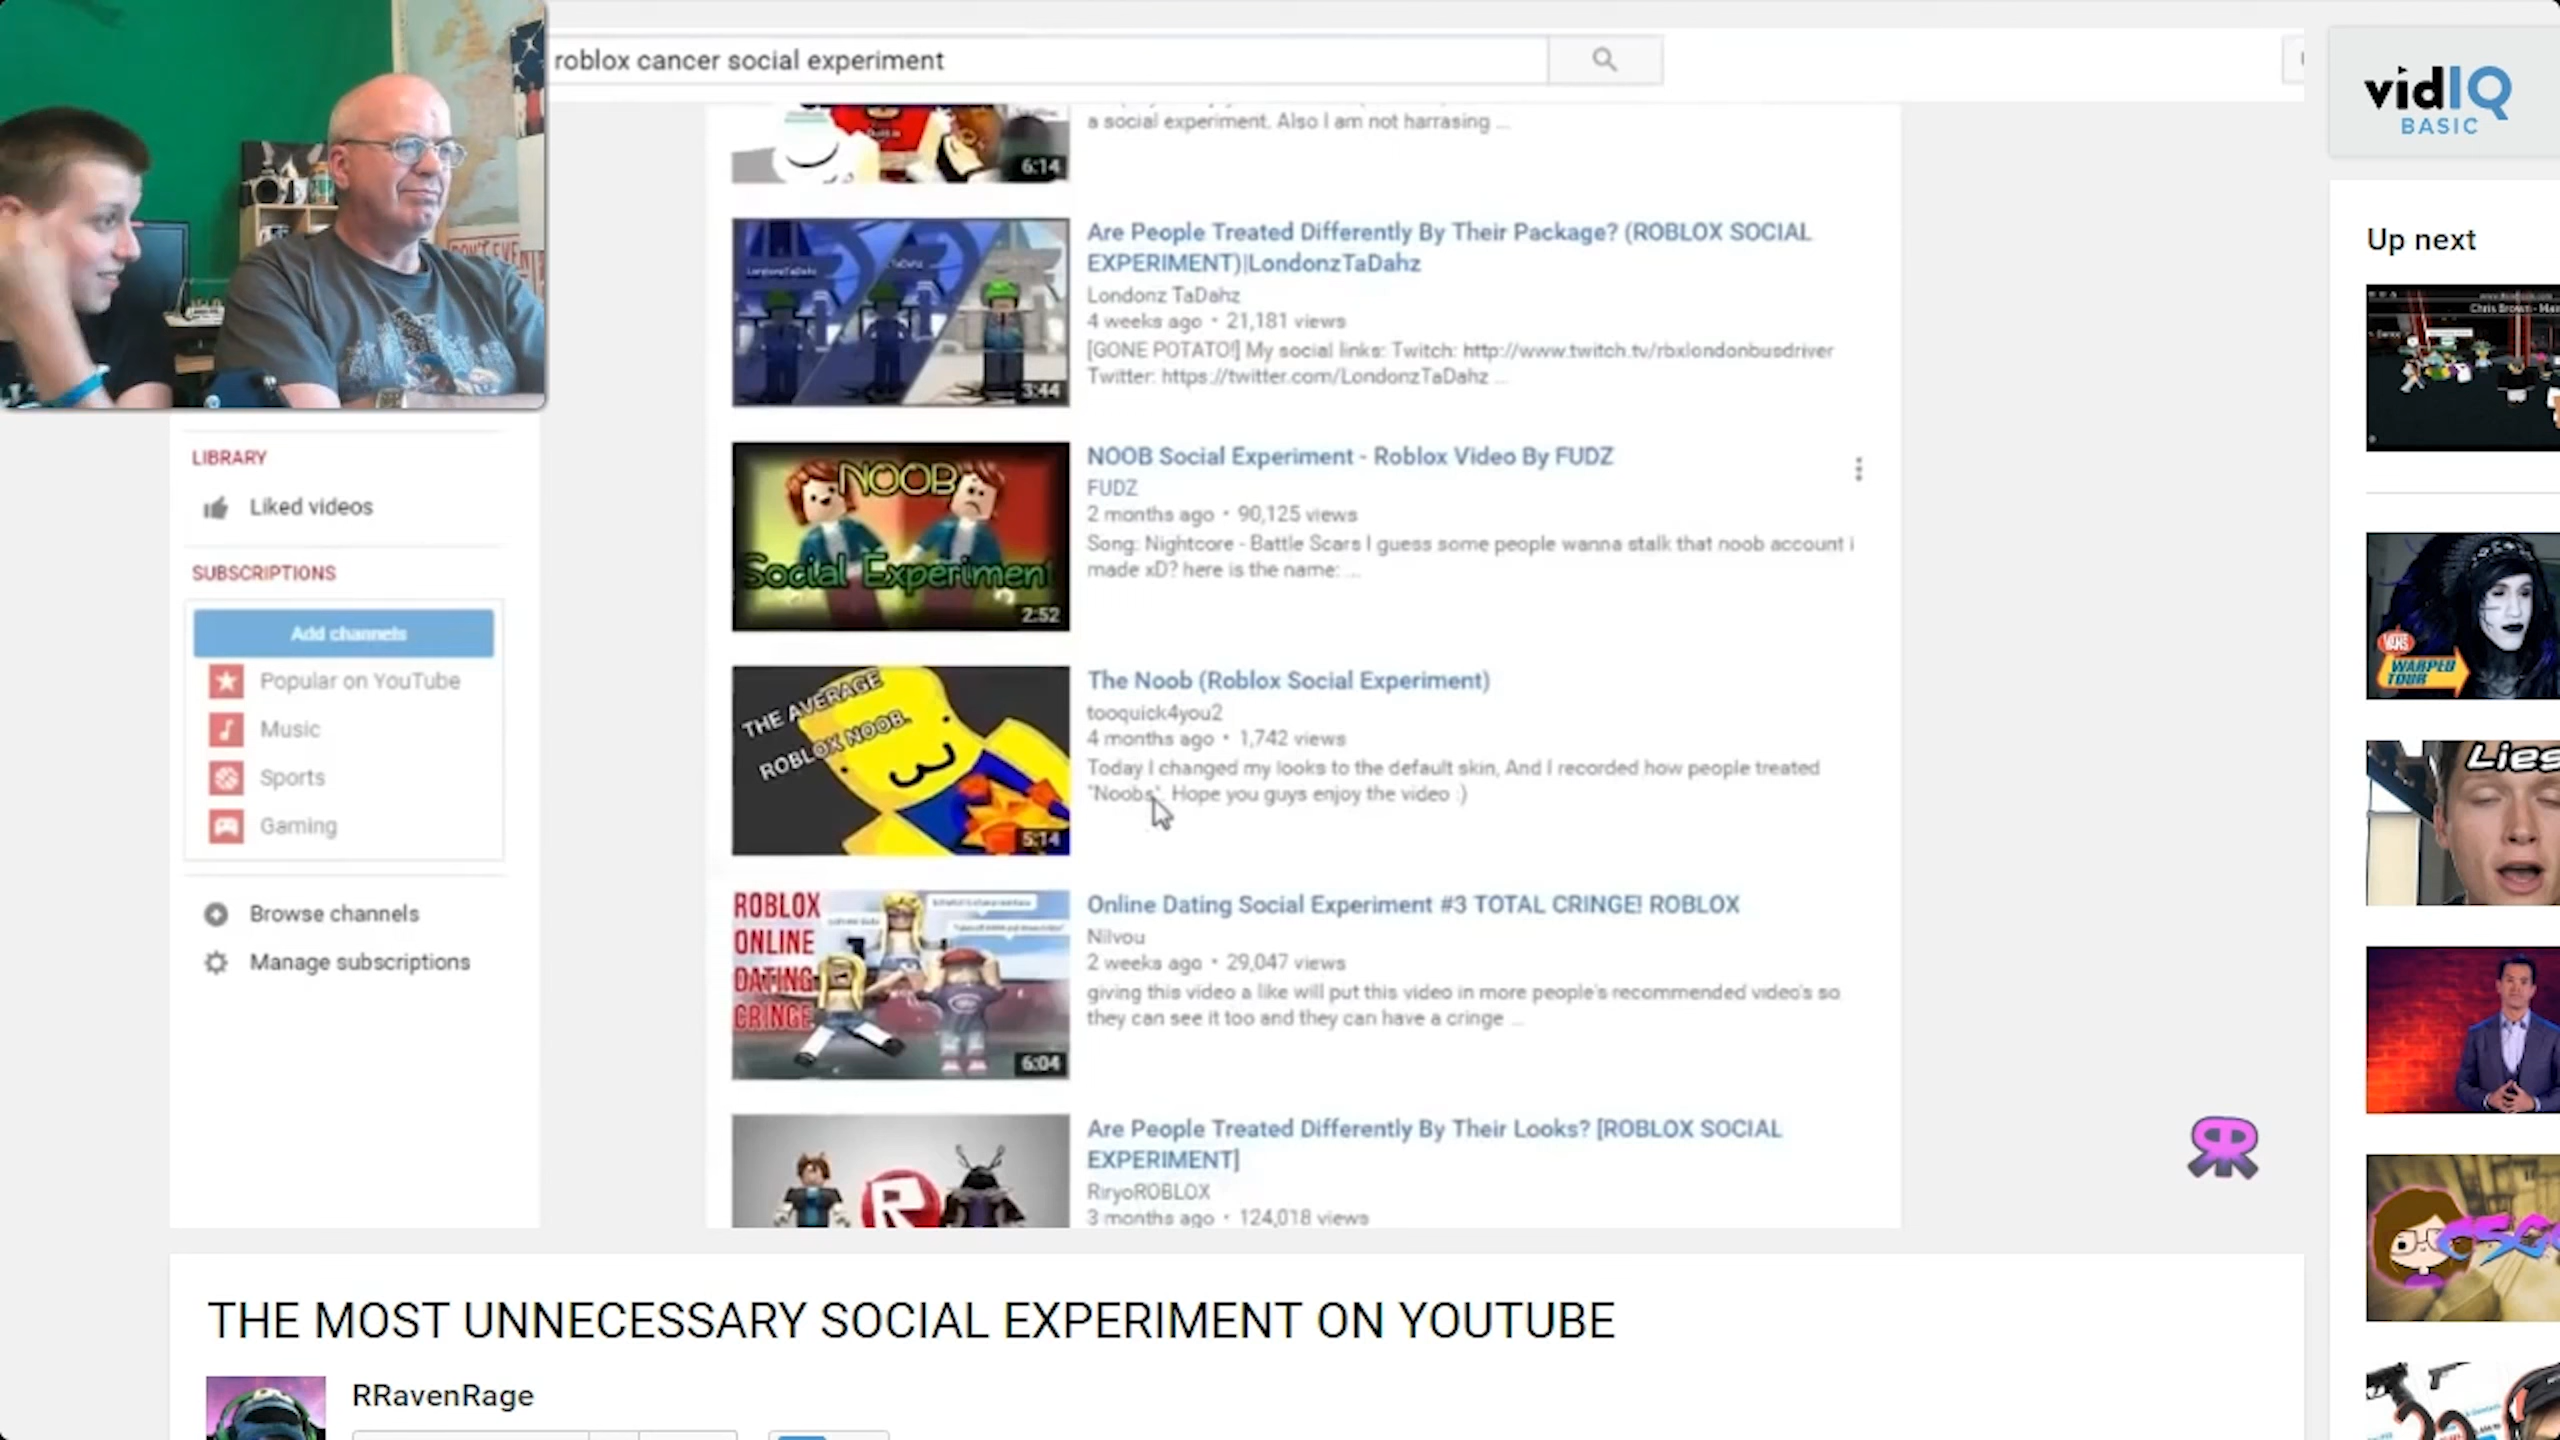 roblox cancer social experiment
vidIQ
BASIC
a social experiment. Also I am not harrasing ...
6:14
Up next
Are People Treated Differently By Their Package? (ROBLOX SOCIAL
EXPERIMENT)|LondonzTaDahz
Londonz TaDahz
4 weeks ago • 21,181 views
[GONE POTATO!] My social links: Twitch: http://www.twitch.tv/rbxlondonbusdriver
Twitter: https://twitter.com/LondonzTaDahz ...
3:44
LIBRARY
Liked videos
SUBSCRIPTIONS
Add channels
Popular on YouTube
Music
Sports
Gaming
Browse channels
Manage subscriptions
NOOB
Social Experiment
2:52
NOOB Social Experiment - Roblox Video By FUDZ
FUDZ
2 months ago • 90,125 views
Song: Nightcore - Battle Scars I guess some people wanna stalk that noob account i
made xD? here is the name: ...
THE AVERAGE
ROBLOX NOOB.
5:14
The Noob (Roblox Social Experiment)
tooquick4you2
4 months ago • 1,742 views
Today I changed my looks to the default skin, And I recorded how people treated
"Noobs". Hope you guys enjoy the video :)
ROBLOX
ONLINE
DATING
CRINGE
6:04
Online Dating Social Experiment #3 TOTAL CRINGE! ROBLOX
Nilvou
2 weeks ago • 29,047 views
giving this video a like will put this video in more people's recommended video's so
they can see it too and they can have a cringe ...
R
Are People Treated Differently By Their Looks? [ROBLOX SOCIAL
EXPERIMENT]
RiryoROBLOX
3 months ago • 124,018 views
VANS
WARPED
TOUR
Lies
THE MOST UNNECESSARY SOCIAL EXPERIMENT ON YOUTUBE
RRavenRage